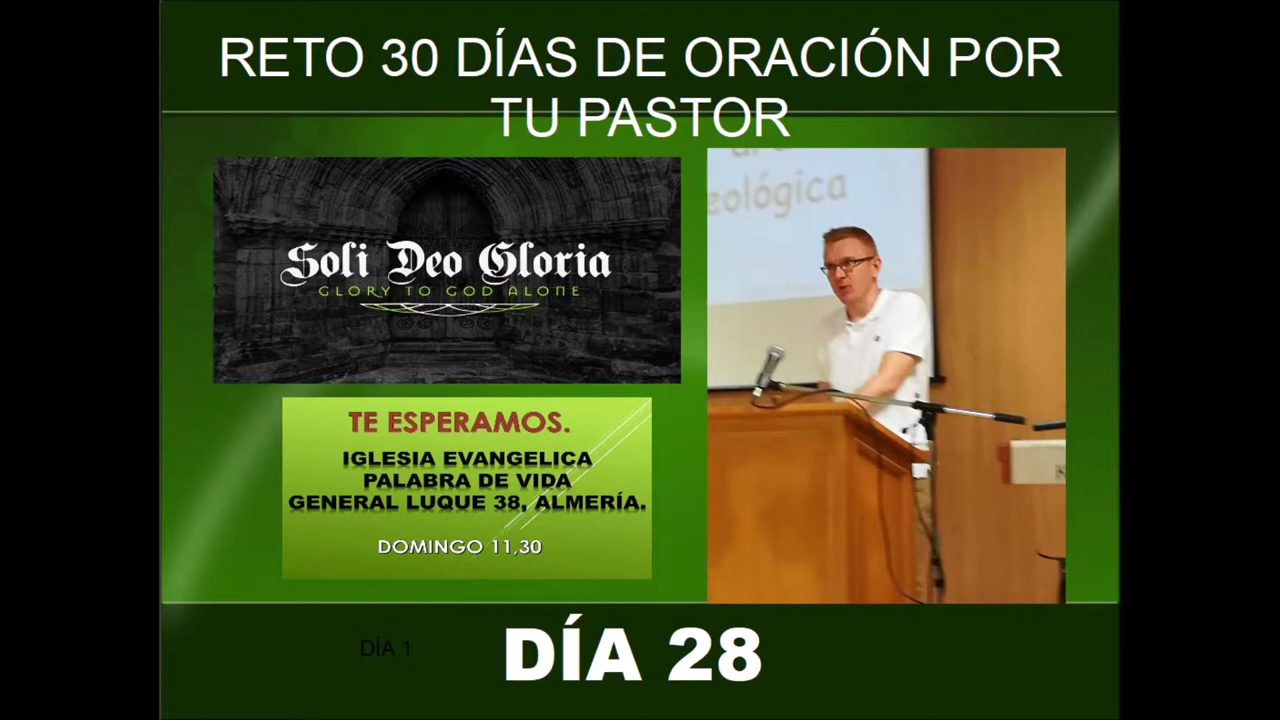 RETO 30 DÍAS DE ORACIÓN POR
TU PASTOR
eológica
Soli Deo Gloria
GLORY TO GOD ALONE
TE ESPERAMOS.
IGLESIA EVANGELICA
PALABRA DE VIDA
GENERAL LUQUE 38, ALMERÍA.
DOMINGO 11,30
DÍA 1
DÍA 28